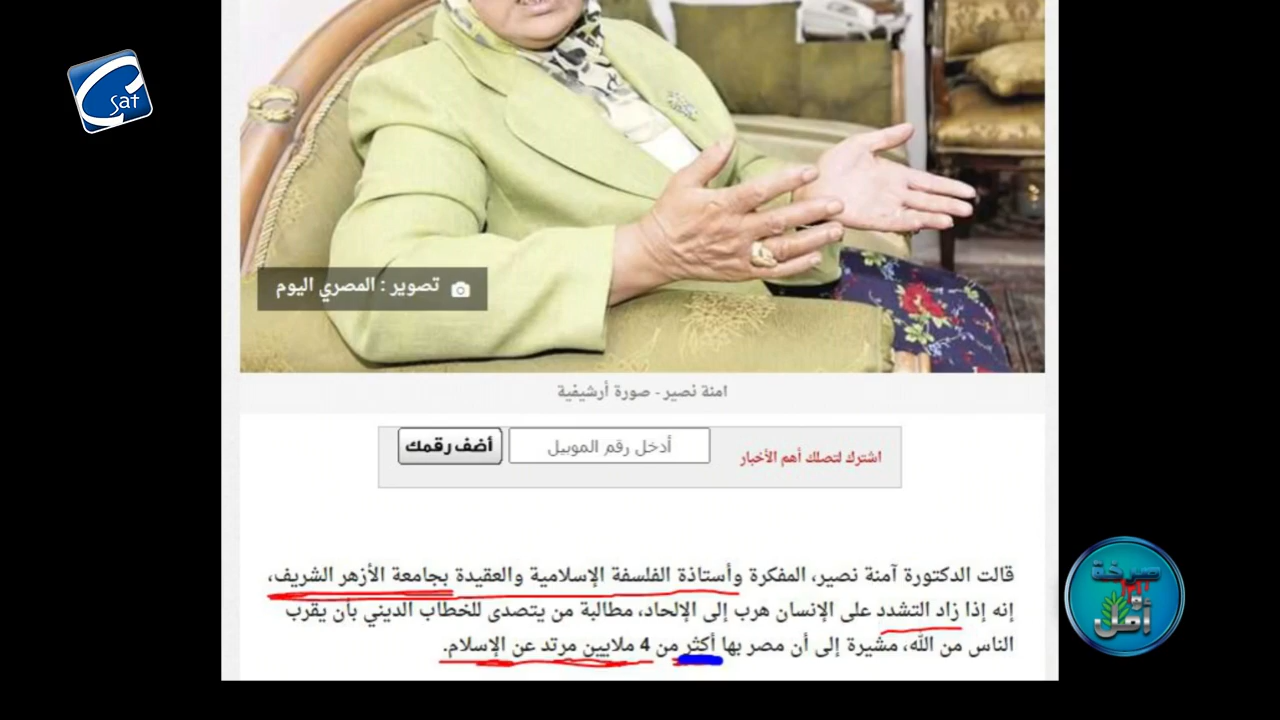 C Sat
تصوير : المصري اليوم
امنة نصير - صورة أرشيفية
اشترك لتصلك أهم الأخبار
أدخل رقم الموبيل
أضف رقمك
قالت الدكتورة آمنة نصير، المفكرة وأستاذة الفلسفة الإسلامية والعقيدة بجامعة الأزهر الشريف،
إنه إذا زاد التشدد على الإنسان هرب إلى الإلحاد، مطالبة من يتصدى للخطاب الديني بأن يقرب
الناس من الله، مشيرة إلى أن مصر بها أكثر من 4 ملايين مرتد عن الإسلام.
صرخة
أمل